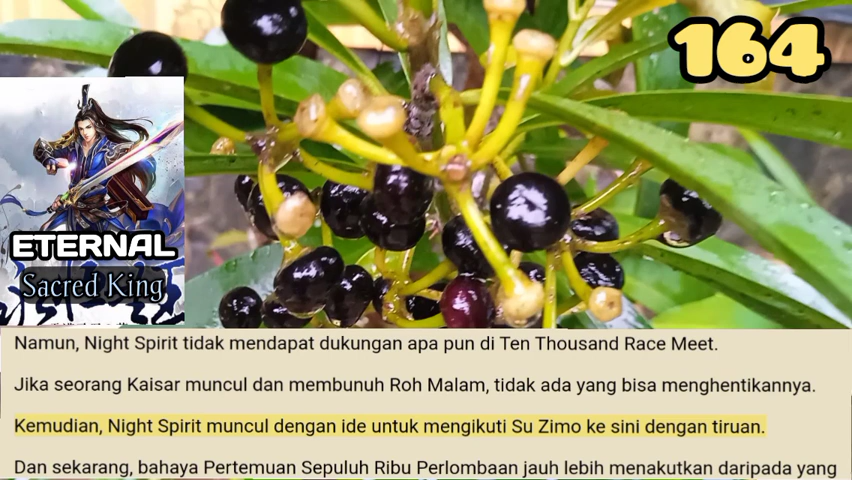 164
ETERNAL
Sacred King
Namun, Night Spirit tidak mendapat dukungan apa pun di Ten Thousand Race Meet.
Jika seorang Kaisar muncul dan membunuh Roh Malam, tidak ada yang bisa menghentikannya.
Kemudian, Night Spirit muncul dengan ide untuk mengikuti Su Zimo ke sini dengan tiruan.
Dan sekarang, bahaya Pertemuan Sepuluh Ribu Perlombaan jauh lebih menakutkan daripada yang